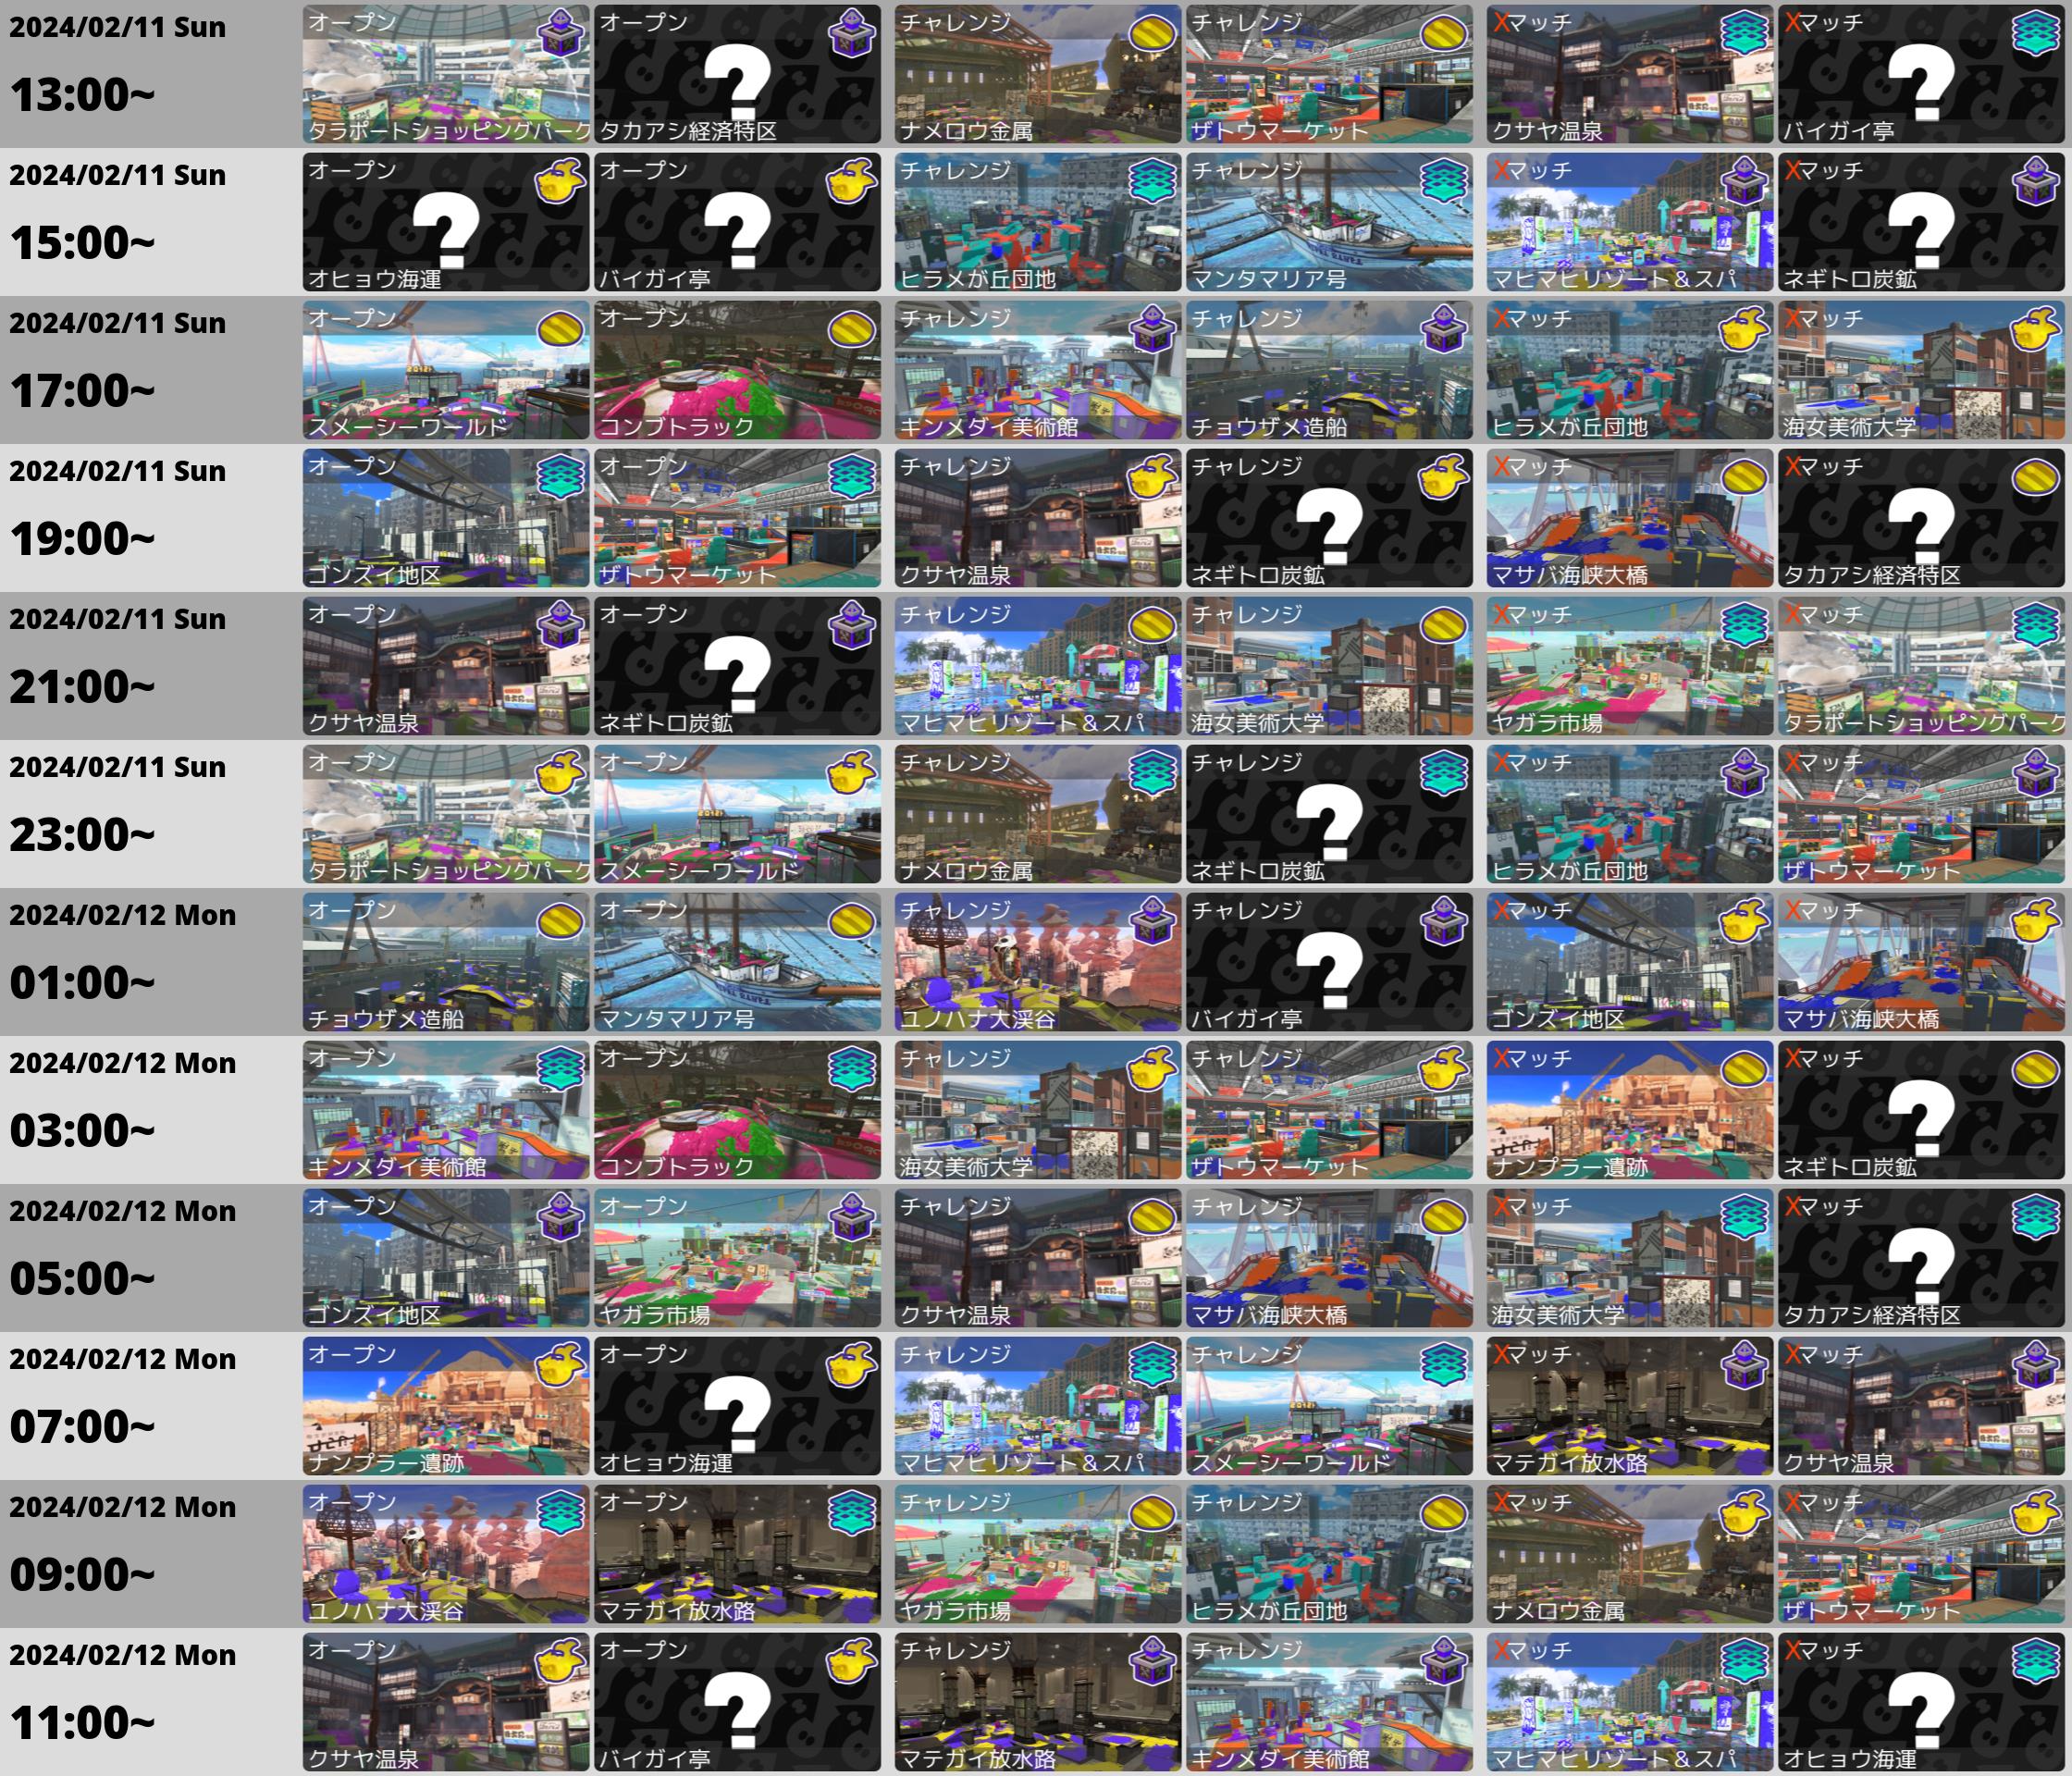 2024/02/11 Sun
13:00~
オープン オープン チャレンジ チャレンジ Xマッチ Xマッチ
タラポートショッピングパーク タカアシ経済特区 ナメロウ金属 ザトウマーケット クサヤ温泉 バイガイ亭
2024/02/11 Sun
15:00~
オープン オープン チャレンジ チャレンジ Xマッチ Xマッチ
オヒョウ海運 バイガイ亭 ヒラメが丘団地 マンタマリア号 マヒマヒリゾート&スパ ネギトロ炭鉱
2024/02/11 Sun
17:00~
オープン オープン チャレンジ チャレンジ Xマッチ Xマッチ
スメーシーワールド コンブトラック キンメダイ美術館 チョウザメ造船 ヒラメが丘団地 海女美術大学
2024/02/11 Sun
19:00~
オープン オープン チャレンジ チャレンジ Xマッチ Xマッチ
ゴンズイ地区 ザトウマーケット クサヤ温泉 ネギトロ炭鉱 マサバ海峡大橋 タカアシ経済特区
2024/02/11 Sun
21:00~
オープン オープン チャレンジ チャレンジ Xマッチ Xマッチ
クサヤ温泉 ネギトロ炭鉱 マヒマヒリゾート&スパ 海女美術大学 ヤガラ市場 タラポートショッピングパーク
2024/02/11 Sun
23:00~
オープン オープン チャレンジ チャレンジ Xマッチ Xマッチ
タラポートショッピングパーク スメーシーワールド ナメロウ金属 ネギトロ炭鉱 ヒラメが丘団地 ザトウマーケット
2024/02/12 Mon
01:00~
オープン オープン チャレンジ チャレンジ Xマッチ Xマッチ
チョウザメ造船 マンタマリア号 ユノハナ大渓谷 バイガイ亭 ゴンズイ地区 マサバ海峡大橋
2024/02/12 Mon
03:00~
オープン オープン チャレンジ チャレンジ Xマッチ Xマッチ
キンメダイ美術館 コンブトラック 海女美術大学 ザトウマーケット ナンプラー遺跡 ネギトロ炭鉱
2024/02/12 Mon
05:00~
オープン オープン チャレンジ チャレンジ Xマッチ Xマッチ
ゴンズイ地区 ヤガラ市場 クサヤ温泉 マサバ海峡大橋 海女美術大学 タカアシ経済特区
2024/02/12 Mon
07:00~
オープン オープン チャレンジ チャレンジ Xマッチ Xマッチ
ナンプラー遺跡 オヒョウ海運 マヒマヒリゾート&スパ スメーシーワールド マテガイ放水路 クサヤ温泉
2024/02/12 Mon
09:00~
オープン オープン チャレンジ チャレンジ Xマッチ Xマッチ
ユノハナ大渓谷 マテガイ放水路 ヤガラ市場 ヒラメが丘団地 ナメロウ金属 ザトウマーケット
2024/02/12 Mon
11:00~
オープン オープン チャレンジ チャレンジ Xマッチ Xマッチ
クサヤ温泉 バイガイ亭 マテガイ放水路 キンメダイ美術館 マヒマヒリゾート&スパ オヒョウ海運